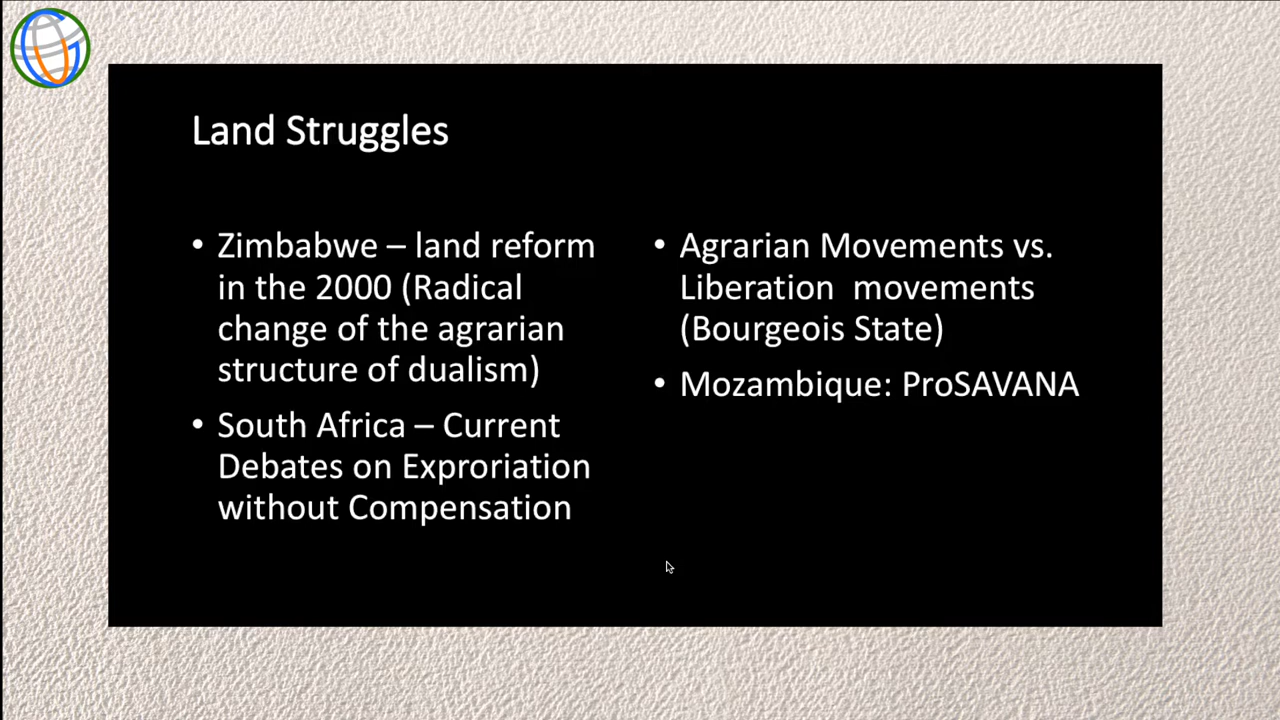 Land Struggles
• Zimbabwe – land reform
in the 2000 (Radical
change of the agrarian
structure of dualism)
• South Africa – Current
Debates on Exproriation
without Compensation
• Agrarian Movements vs.
Liberation  movements
(Bourgeois State)
• Mozambique: ProSAVANA